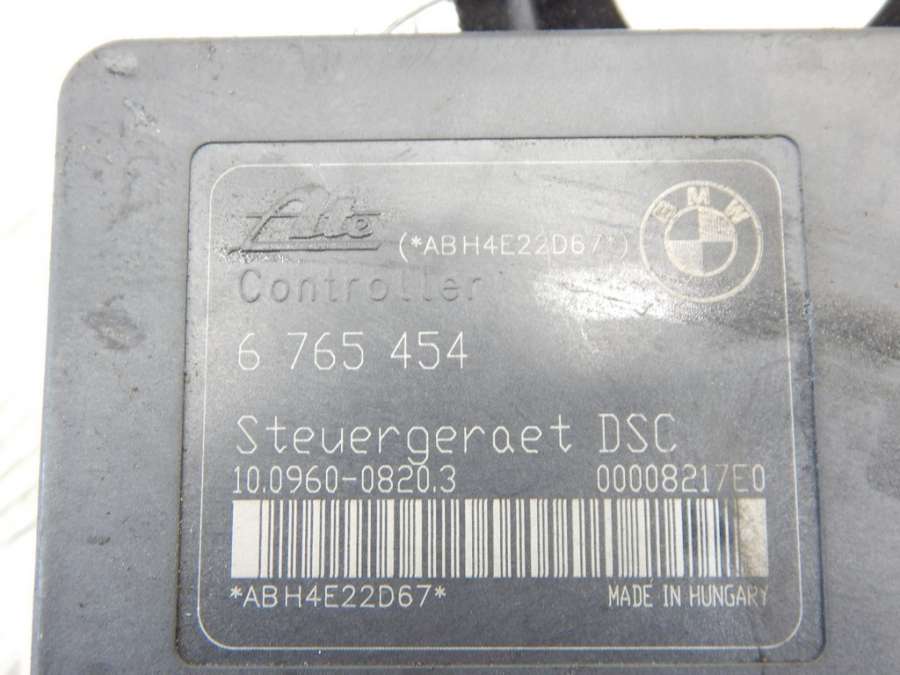 Ate
(*ABH4E22D67*)
BMW
Controller
6 765 454
Steuergeraet DSC
10.0960-0820.3 00008217E0
*ABH4E22D67*
MADE IN HUNGARY